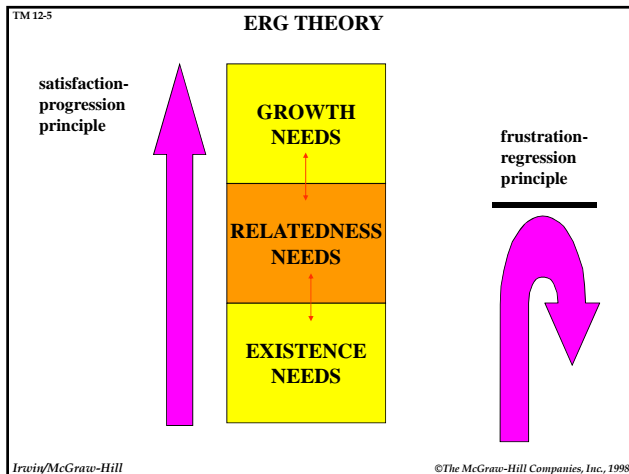 TM 12-5
ERG THEORY
satisfaction-
progression
principle
GROWTH
NEEDS
frustration-
regression
principle
RELATEDNESS
NEEDS
EXISTENCE
NEEDS
Irwin/McGraw-Hill
©The McGraw-Hill Companies, Inc., 1998